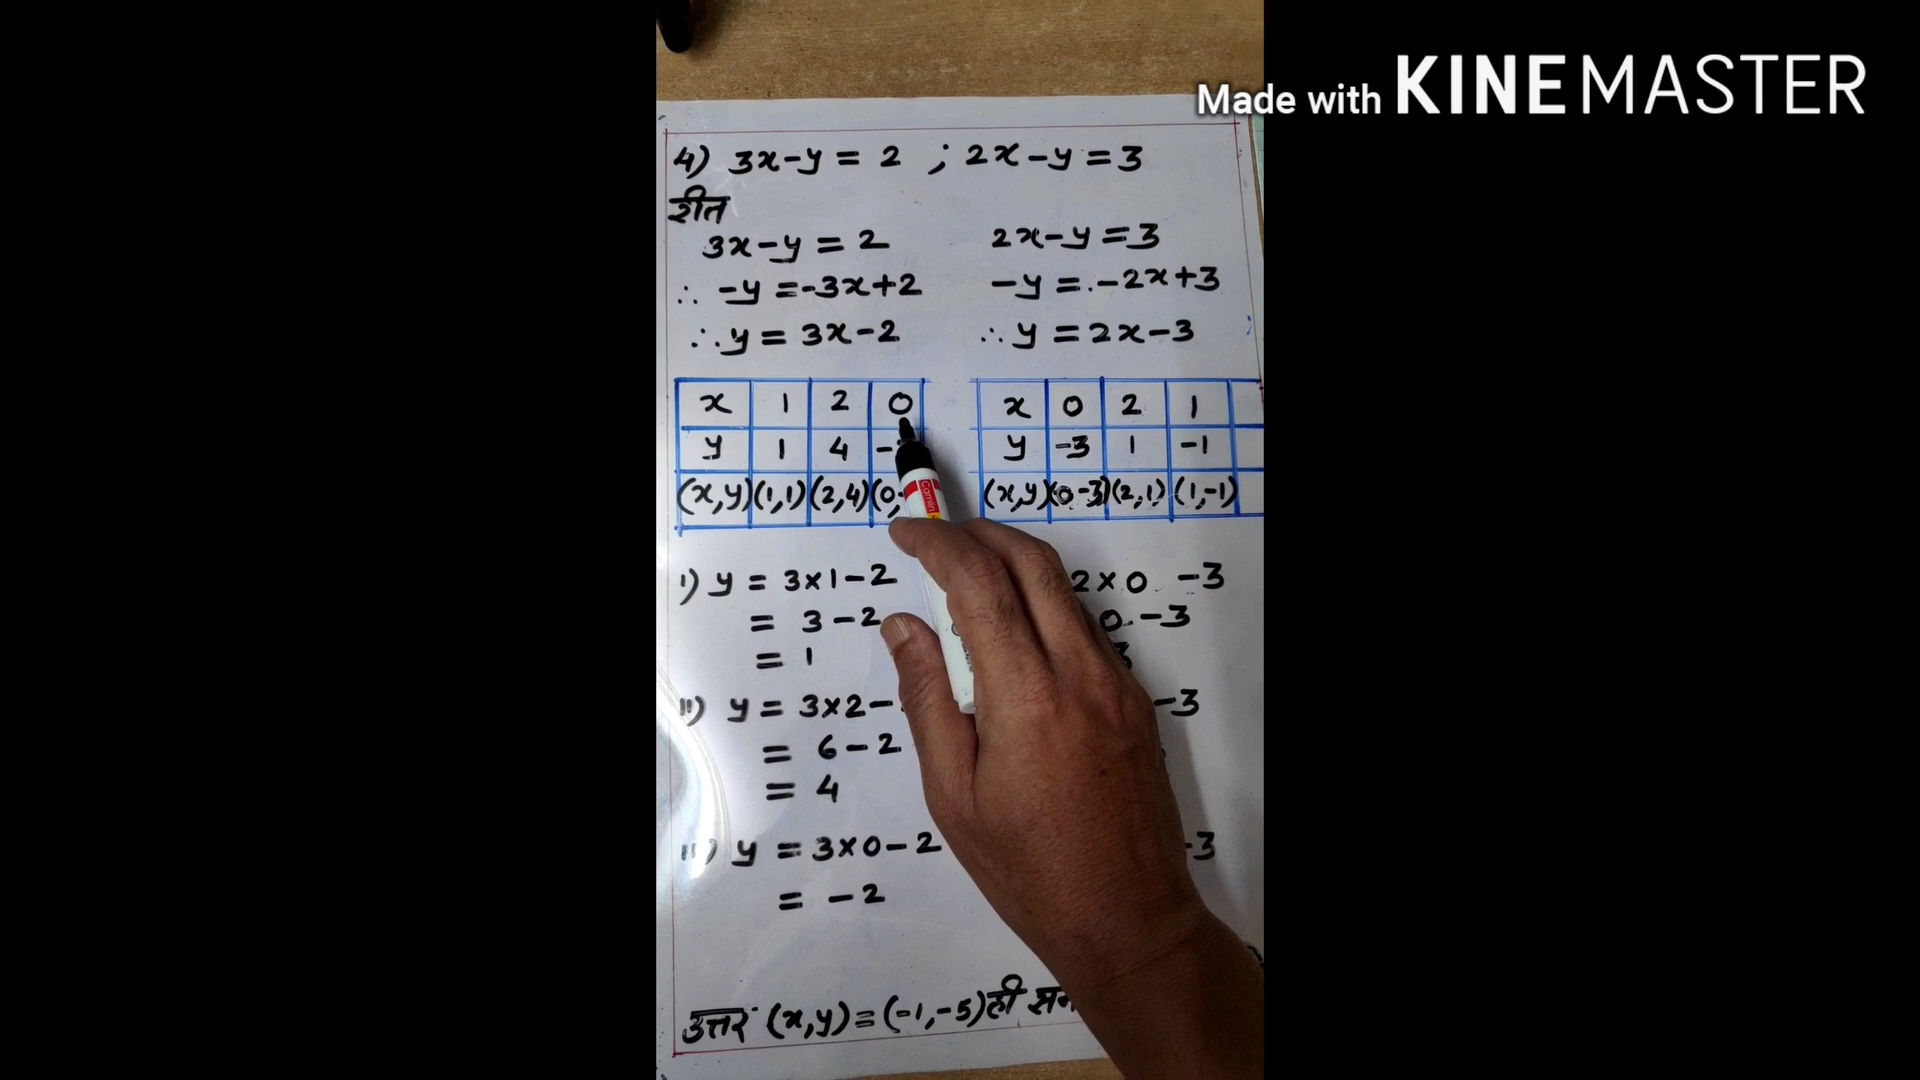 Made with KINEMASTER
4) 3x-y = 2 ; 2x-y = 3
रीत
3x-y = 2
∴ -y = -3x+2
∴ y = 3x-2
2x-y = 3
-y = -2x+3
∴ y = 2x-3
x 1 2 0
y 1 4
(x,y) (1,1) (2,4) (0,
x 0 2 1
y -3 1 -1
(x,y) (0-3) (2,1) (1,-1)
Camlin
i) y = 3×1-2
= 3-2
= 1
ii) y = 3×2-
= 6-2
= 4
iii) y = 3×0-2
= -2
2×0 -3
0 -3
3
-3
-3
उत्तर (x,y) = (-1,-5) ही